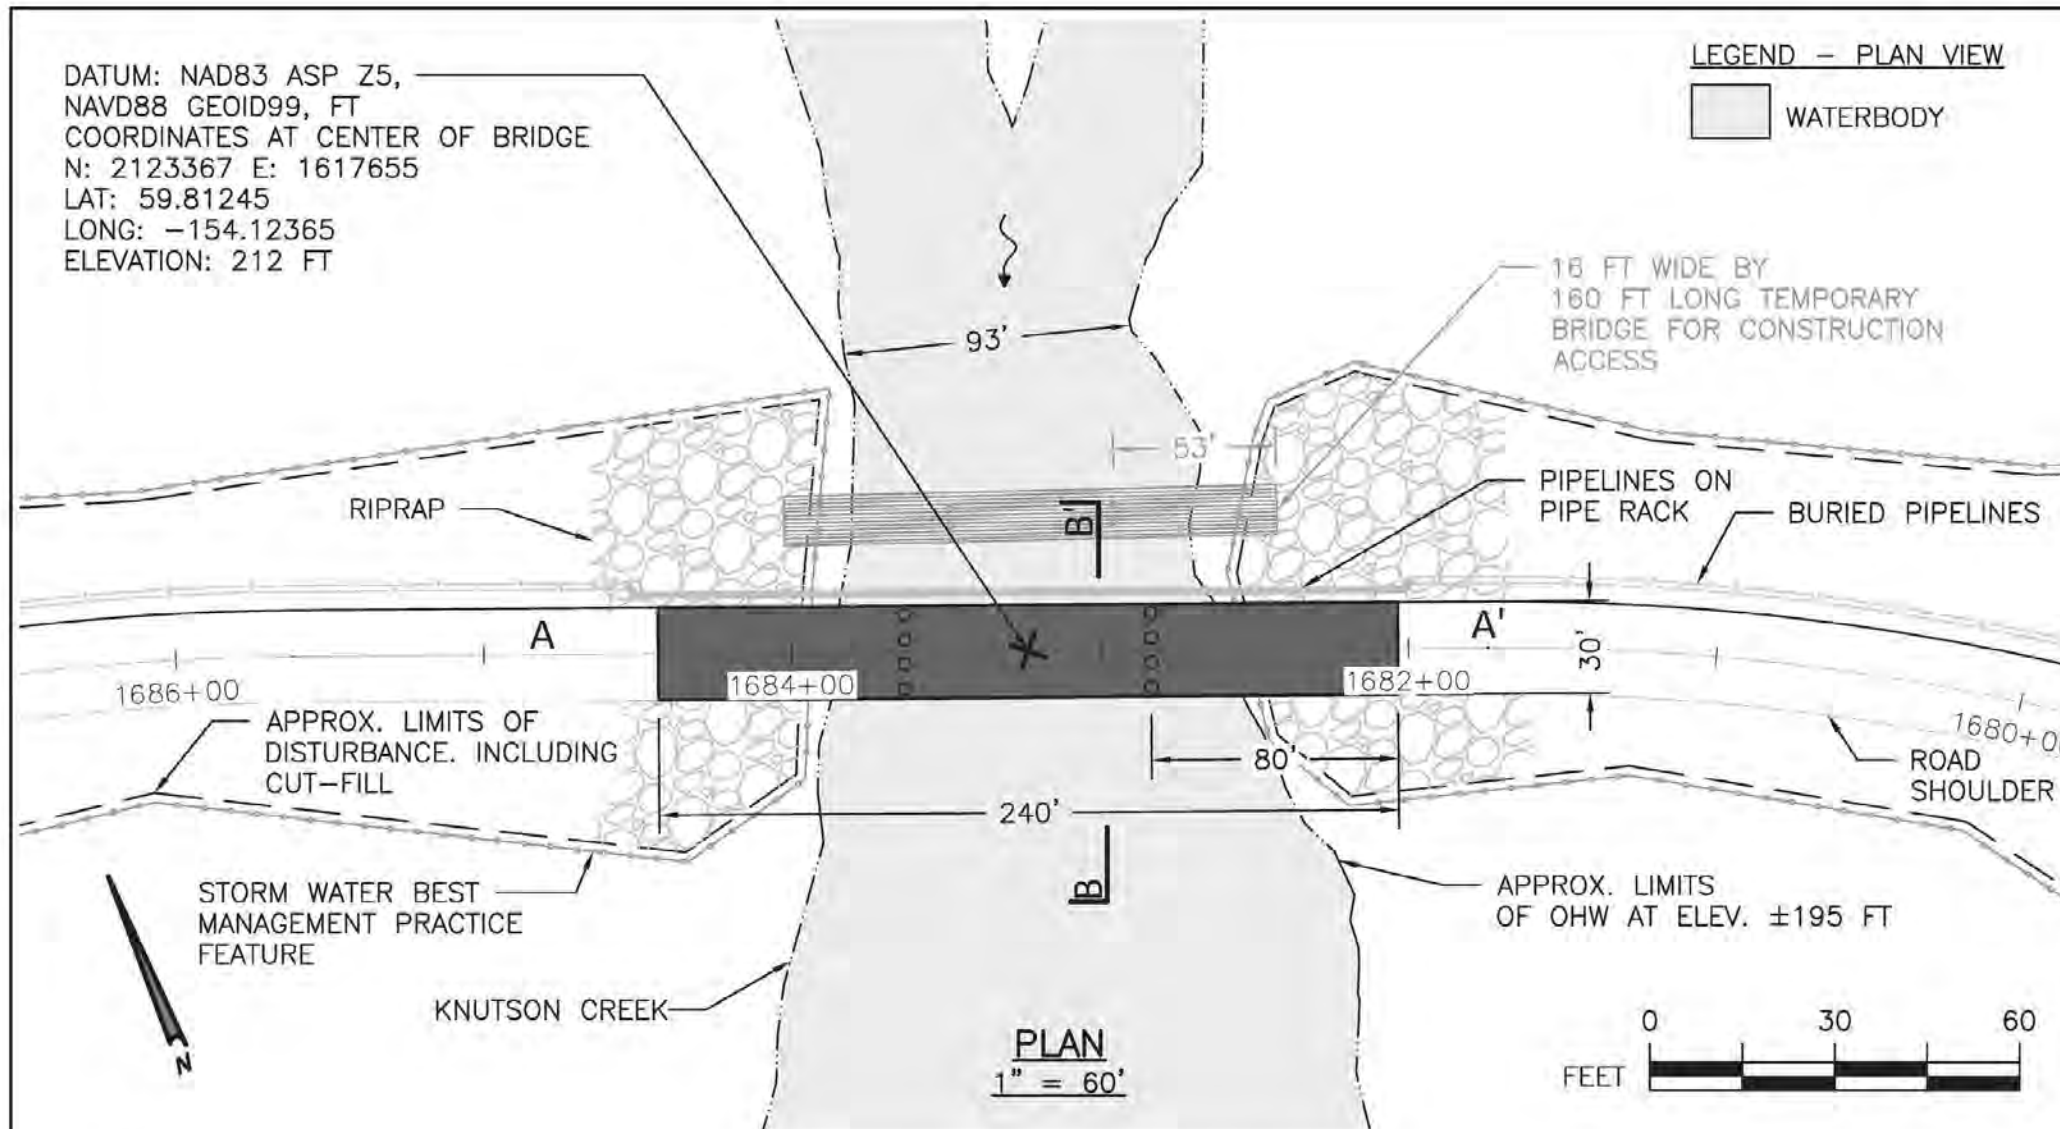 DATUM: NAD83 ASP Z5,
NAVD88 GEOID99, FT
COORDINATES AT CENTER OF BRIDGE
N: 2123367 E: 1617655
LAT: 59.81245
LONG: -154.12365
ELEVATION: 212 FT
LEGEND - PLAN VIEW
WATERBODY
16 FT WIDE BY
160 FT LONG TEMPORARY
BRIDGE FOR CONSTRUCTION
ACCESS
93'
53'
RIPRAP
B'
PIPELINES ON
PIPE RACK
BURIED PIPELINES
A
A'
30'
1686+00
1684+00
1682+00
1680+0
APPROX. LIMITS OF
DISTURBANCE. INCLUDING
CUT-FILL
80'
240'
ROAD
SHOULDER
STORM WATER BEST
MANAGEMENT PRACTICE
FEATURE
B
APPROX. LIMITS
OF OHW AT ELEV. ±195 FT
N
KNUTSON CREEK
PLAN
1" = 60'
0 30 60
FEET